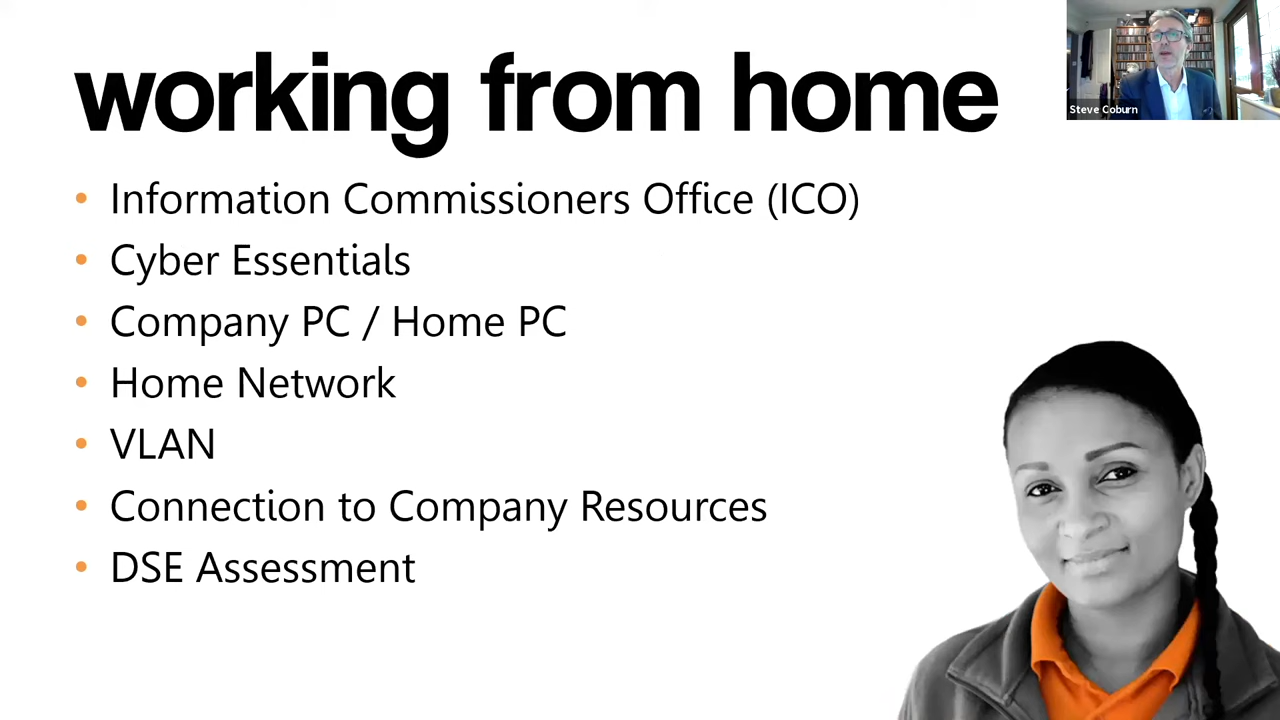 working from home
Steve Coburn
• Information Commissioners Office (ICO)
• Cyber Essentials
• Company PC / Home PC
• Home Network
• VLAN
• Connection to Company Resources
• DSE Assessment